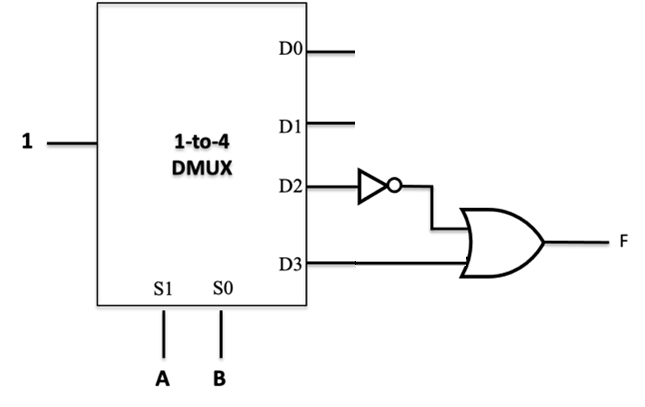 D0
1
1-to-4
DMUX
D1
D2
F
D3
S1 S0
A B